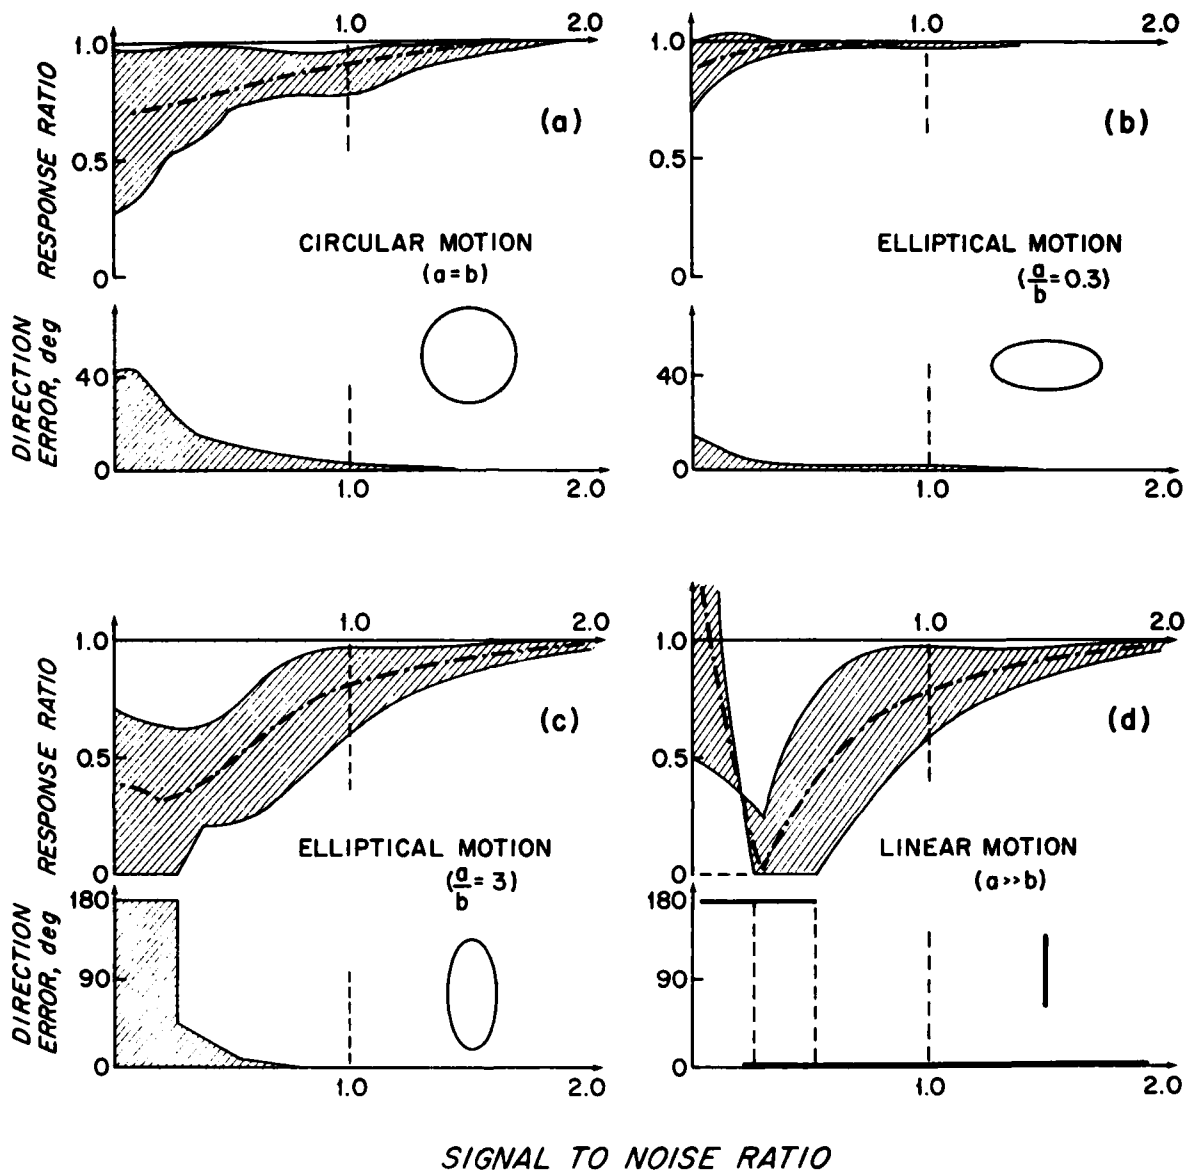 1.0 2.0
1.0
0.5
0
RESPONSE RATIO
(a)
CIRCULAR MOTION
(a=b)
DIRECTION
ERROR, deg
40
0
1.0 2.0
1.0 2.0
1.0
0.5
0
(b)
ELLIPTICAL MOTION
(a/b=0.3)
40
0
1.0 2.0
1.0 2.0
1.0
0.5
0
RESPONSE RATIO
(c)
ELLIPTICAL MOTION
(a/b=3)
DIRECTION
ERROR, deg
180
90
0
1.0 2.0
1.0 2.0
1.0
0.5
0
(d)
LINEAR MOTION
(a>>b)
180
90
0
1.0 2.0
SIGNAL TO NOISE RATIO